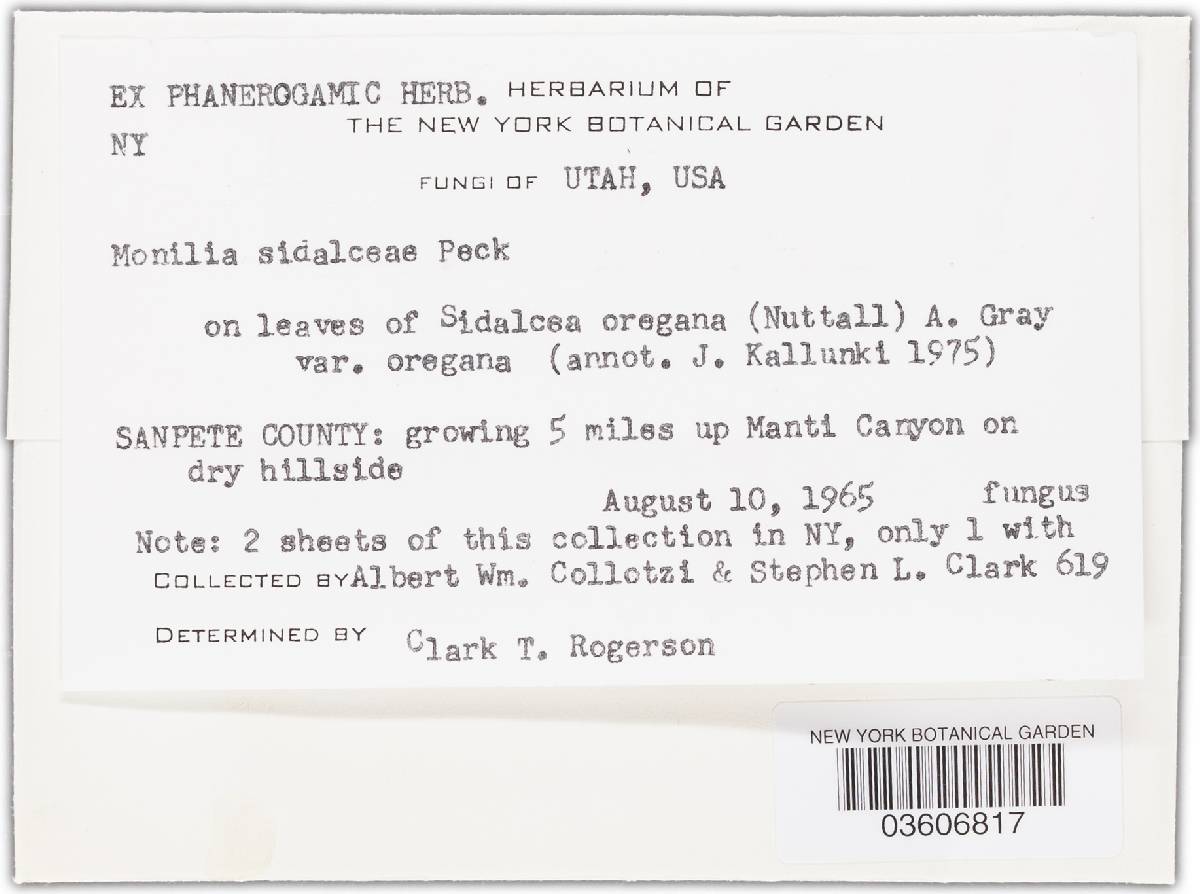 EX PHANEROGAMIC HERB. HERBARIUM OF
THE NEW YORK BOTANICAL GARDEN
NY
FUNGI OF UTAH, USA
Monilia sidalceae Peck
on leaves of Sidalcea oregana (Nuttall) A. Gray
var. oregana (annot. J. Kallunki 1975)
SANPETE COUNTY: growing 5 miles up Manti Canyon on
dry hillside
August 10, 1965 fungus
Note: 2 sheets of this collection in NY, only 1 with
COLLECTED BY Albert Wm. Collotzi & Stephen L. Clark 619
DETERMINED BY Clark T. Rogerson
NEW YORK BOTANICAL GARDEN
03606817